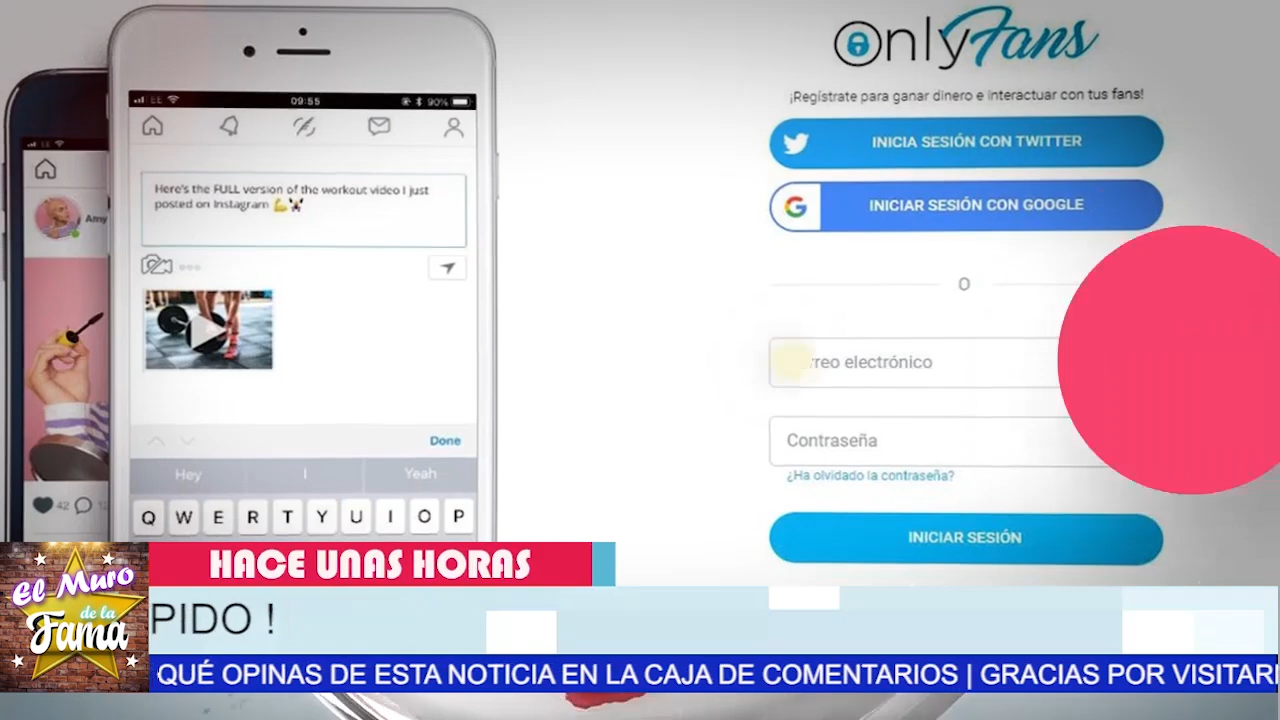 OnlyFans
¡Regístrate para ganar dinero e interactuar con tus fans!
INICIA SESIÓN CON TWITTER
INICIAR SESIÓN CON GOOGLE
O
rreo electrónico
Contraseña
¿Ha olvidado la contraseña?
INICIAR SESIÓN
EE 09:55 90%
Here's the FULL version of the workout video I just
posted on Instagram
Done
Hey I Yeah
Q W E R T Y U I O P
Amy
42
HACE UNAS HORAS
El Muro
de la
Fama
PIDO !
QUÉ OPINAS DE ESTA NOTICIA EN LA CAJA DE COMENTARIOS | GRACIAS POR VISITAR